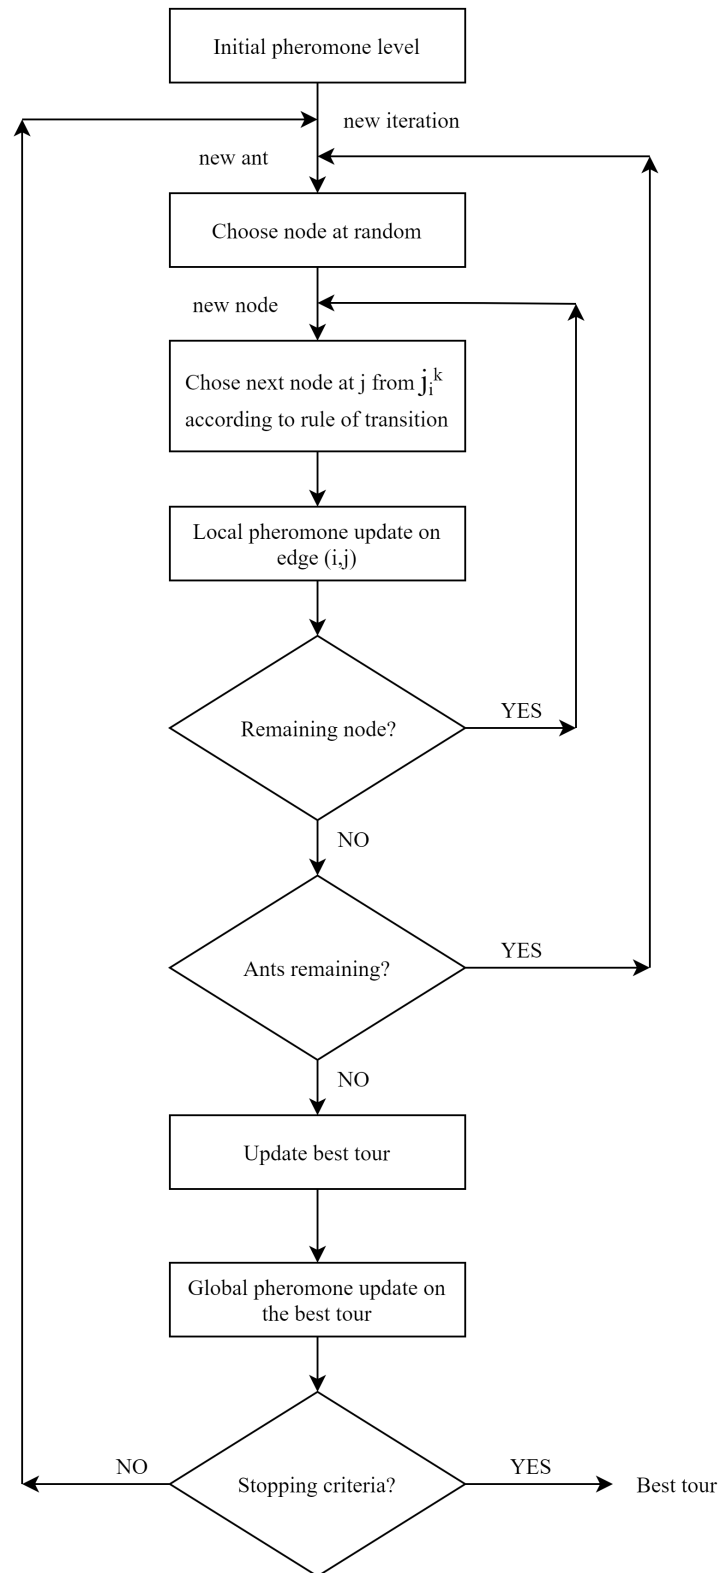 Initial pheromone level
new iteration
new ant
Choose node at random
new node
Chose next node at j from jᵢᵏ
according to rule of transition
Local pheromone update on
edge (i,j)
Remaining node?
YES
NO
Ants remaining?
YES
NO
Update best tour
Global pheromone update on
the best tour
Stopping criteria?
NO
YES
Best tour